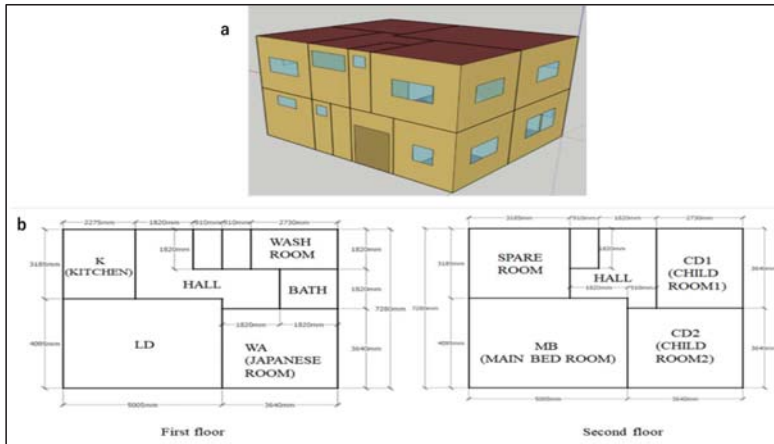 a
b
2275mm 1820mm 910mm 910mm 2730mm
3185mm
K
(KITCHEN)
1820mm
WASH
ROOM
HALL
BATH
1820mm
1820mm
7280mm
4095mm
LD
1820mm 1820mm
WA
(JAPANESE
ROOM)
3640mm
5005mm 3640mm
First floor
3185mm 910mm 1820mm 2730mm
7280mm
3185mm
SPARE
ROOM
1820mm
HALL
1820mm 910mm
CD1
(CHILD
ROOM1)
3640mm
4095mm
MB
(MAIN BED ROOM)
CD2
(CHILD
ROOM2)
3640mm
5005mm 3640mm
Second floor